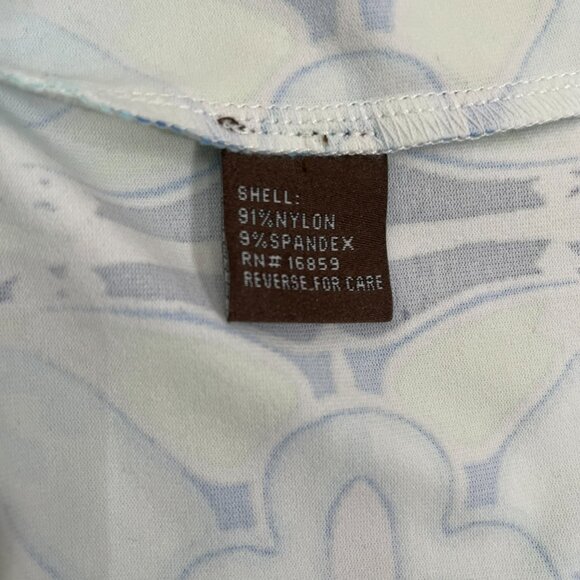 SHELL:
91%NYLON
9%SPANDEX
RN# 16859
REVERSE FOR CARE